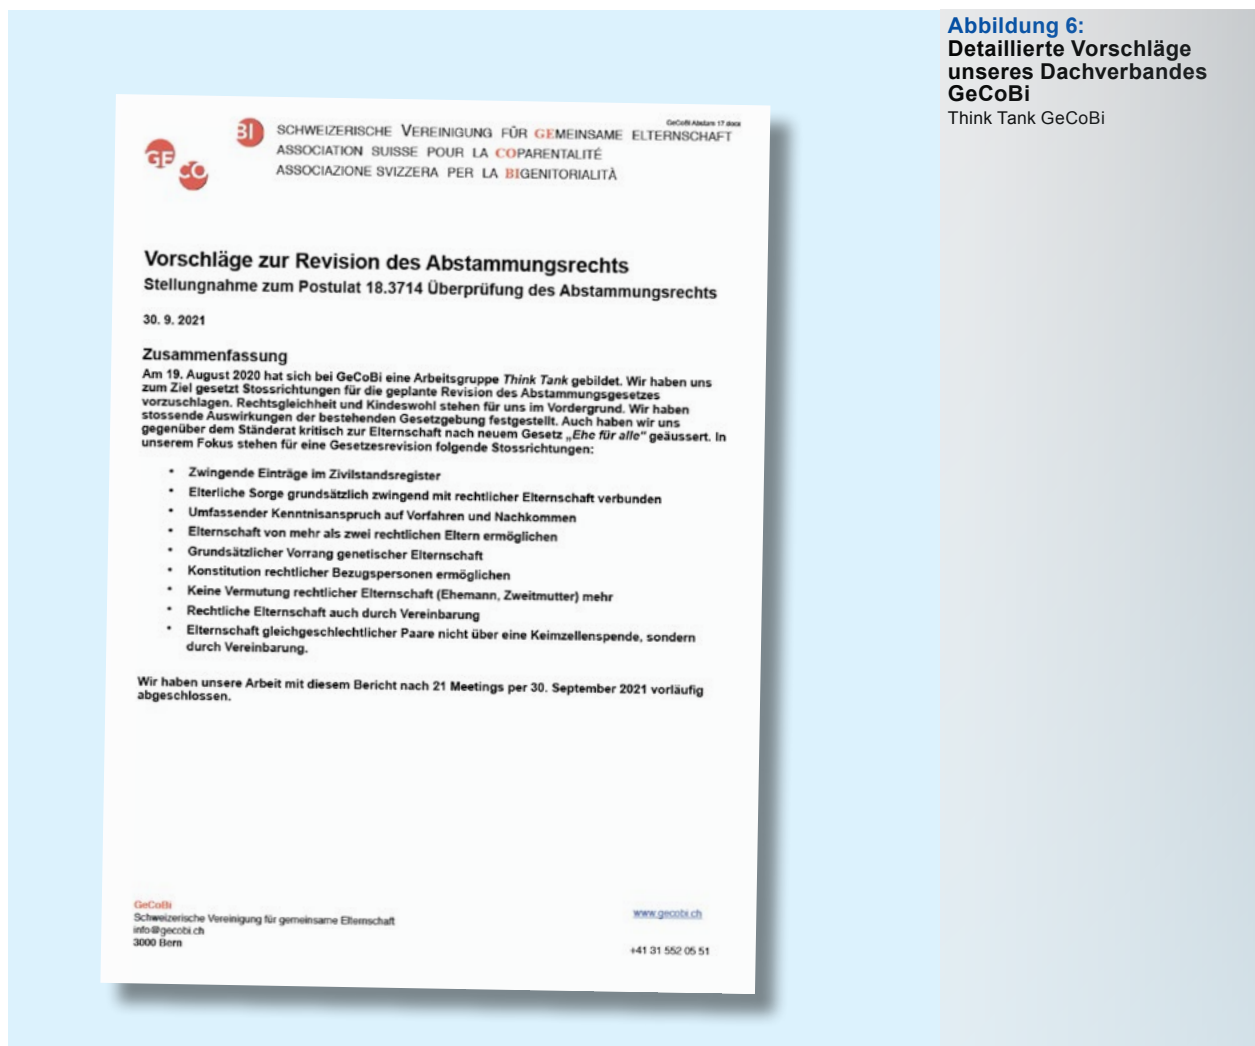 Abbildung 6:
Detaillierte Vorschläge
unseres Dachverbandes
GeCoBi
Think Tank GeCoBi
GeCoBi Abstam 17.docx
GE
CO
BI
SCHWEIZERISCHE VEREINIGUNG FÜR GEMEINSAME ELTERNSCHAFT
ASSOCIATION SUISSE POUR LA COPARENTALITÉ
ASSOCIAZIONE SVIZZERA PER LA BIGENITORIALITÀ
Vorschläge zur Revision des Abstammungsrechts
Stellungnahme zum Postulat 18.3714 Überprüfung des Abstammungsrechts
30. 9. 2021
Zusammenfassung
Am 19. August 2020 hat sich bei GeCoBi eine Arbeitsgruppe Think Tank gebildet. Wir haben uns
zum Ziel gesetzt Stossrichtungen für die geplante Revision des Abstammungsgesetzes
vorzuschlagen. Rechtsgleichheit und Kindeswohl stehen für uns im Vordergrund. Wir haben
stossende Auswirkungen der bestehenden Gesetzgebung festgestellt. Auch haben wir uns
gegenüber dem Ständerat kritisch zur Elternschaft nach neuem Gesetz „Ehe für alle“ geäussert. In
unserem Fokus stehen für eine Gesetzesrevision folgende Stossrichtungen:
• Zwingende Einträge im Zivilstandsregister
• Elterliche Sorge grundsätzlich zwingend mit rechtlicher Elternschaft verbunden
• Umfassender Kenntnisanspruch auf Vorfahren und Nachkommen
• Elternschaft von mehr als zwei rechtlichen Eltern ermöglichen
• Grundsätzlicher Vorrang genetischer Elternschaft
• Konstitution rechtlicher Bezugspersonen ermöglichen
• Keine Vermutung rechtlicher Elternschaft (Ehemann, Zweitmutter) mehr
• Rechtliche Elternschaft auch durch Vereinbarung
• Elternschaft gleichgeschlechtlicher Paare nicht über eine Keimzellenspende, sondern
durch Vereinbarung.
Wir haben unsere Arbeit mit diesem Bericht nach 21 Meetings per 30. September 2021 vorläufig
abgeschlossen.
GeCoBi
Schweizerische Vereinigung für gemeinsame Elternschaft
info@gecobi.ch
3000 Bern
www.gecobi.ch
+41 31 552 05 51